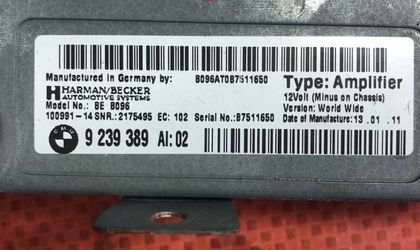 Manufactured in Germany by: B096AT0B7511650 Type: Amplifier
HARMAN/BECKER
AUTOMOTIVE SYSTEMS
12Volt (Minus on Chassis)
Model No.: BE B096 Version: World Wide
100991-14 SNR.:2175495 EC: 102 Serial No.:87511650 Date of Manufacture:13 .01 .11
9 239 389 AI:02